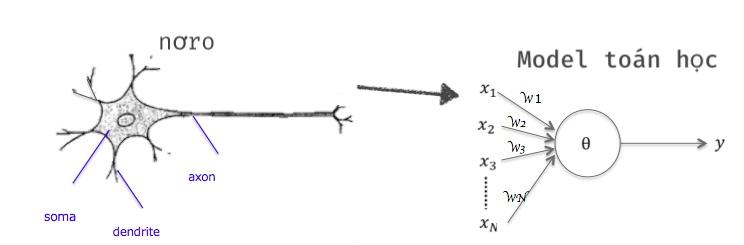 nơro
Model toán học
x1
w1
x2
w2
x3
w3
xN
wN
θ
y
axon
soma
dendrite